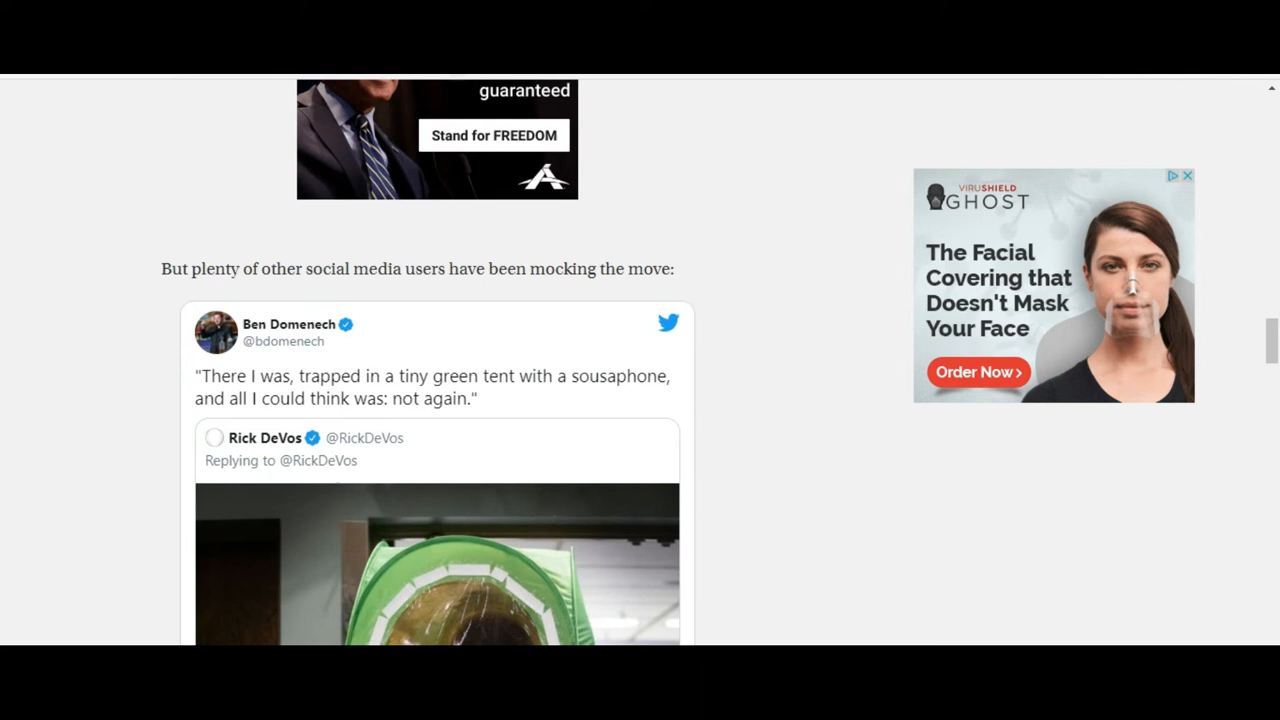 guaranteed
Stand for FREEDOM
VIRUSHIELD
GHOST
The Facial
Covering that
Doesn't Mask
Your Face
Order Now >
But plenty of other social media users have been mocking the move:
Ben Domenech
@bdomenech
"There I was, trapped in a tiny green tent with a sousaphone,
and all I could think was: not again."
Rick DeVos @RickDeVos
Replying to @RickDeVos